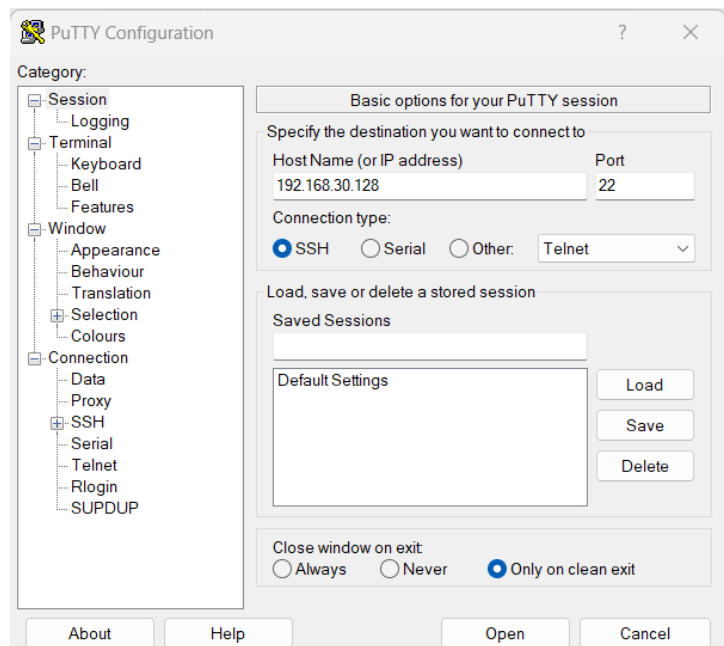 PuTTY Configuration
?
Category:
Session
Logging
Terminal
Keyboard
Bell
Features
Window
Appearance
Behaviour
Translation
Selection
Colours
Connection
Data
Proxy
SSH
Serial
Telnet
Rlogin
SUPDUP
Basic options for your PuTTY session
Specify the destination you want to connect to
Host Name (or IP address) Port
192.168.30.128 22
Connection type:
SSH Serial Other: Telnet
Load, save or delete a stored session
Saved Sessions
Default Settings
Load
Save
Delete
Close window on exit:
Always Never Only on clean exit
About Help Open Cancel